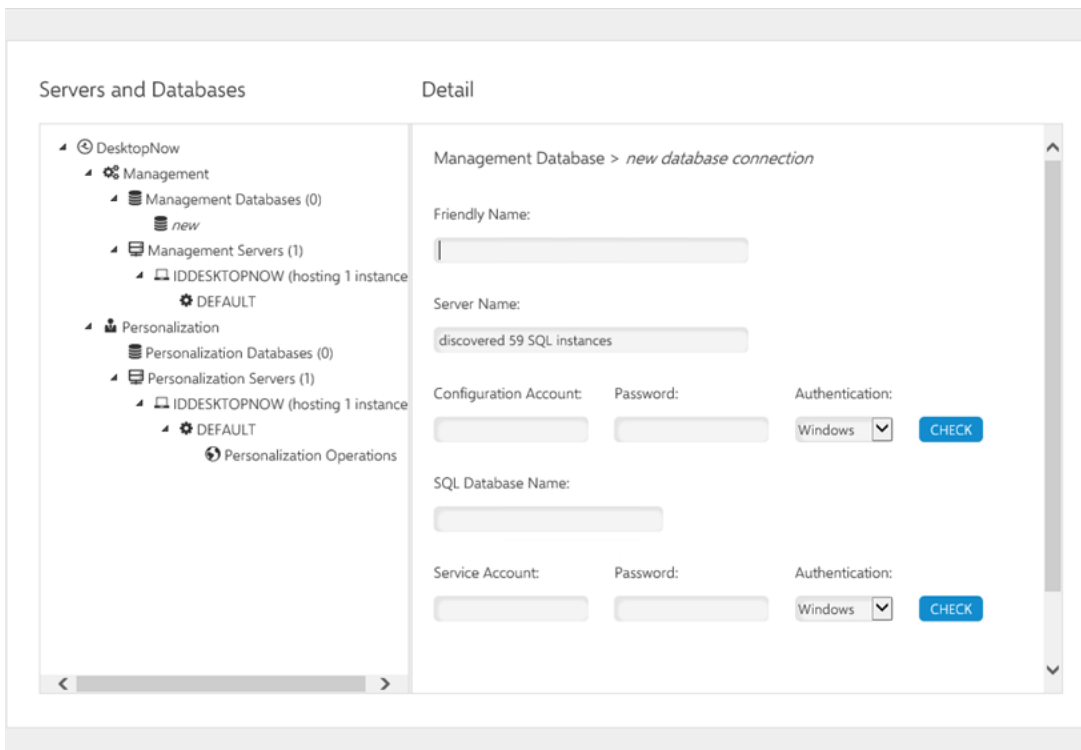 Servers and Databases
Detail
DesktopNow
Management
Management Databases (0)
new
Management Servers (1)
IDDESKTOPNOW (hosting 1 instance
DEFAULT
Personalization
Personalization Databases (0)
Personalization Servers (1)
IDDESKTOPNOW (hosting 1 instance
DEFAULT
Personalization Operations
Management Database > new database connection
Friendly Name:
Server Name:
discovered 59 SQL instances
Configuration Account: Password: Authentication:
Windows CHECK
SQL Database Name:
Service Account: Password: Authentication:
Windows CHECK